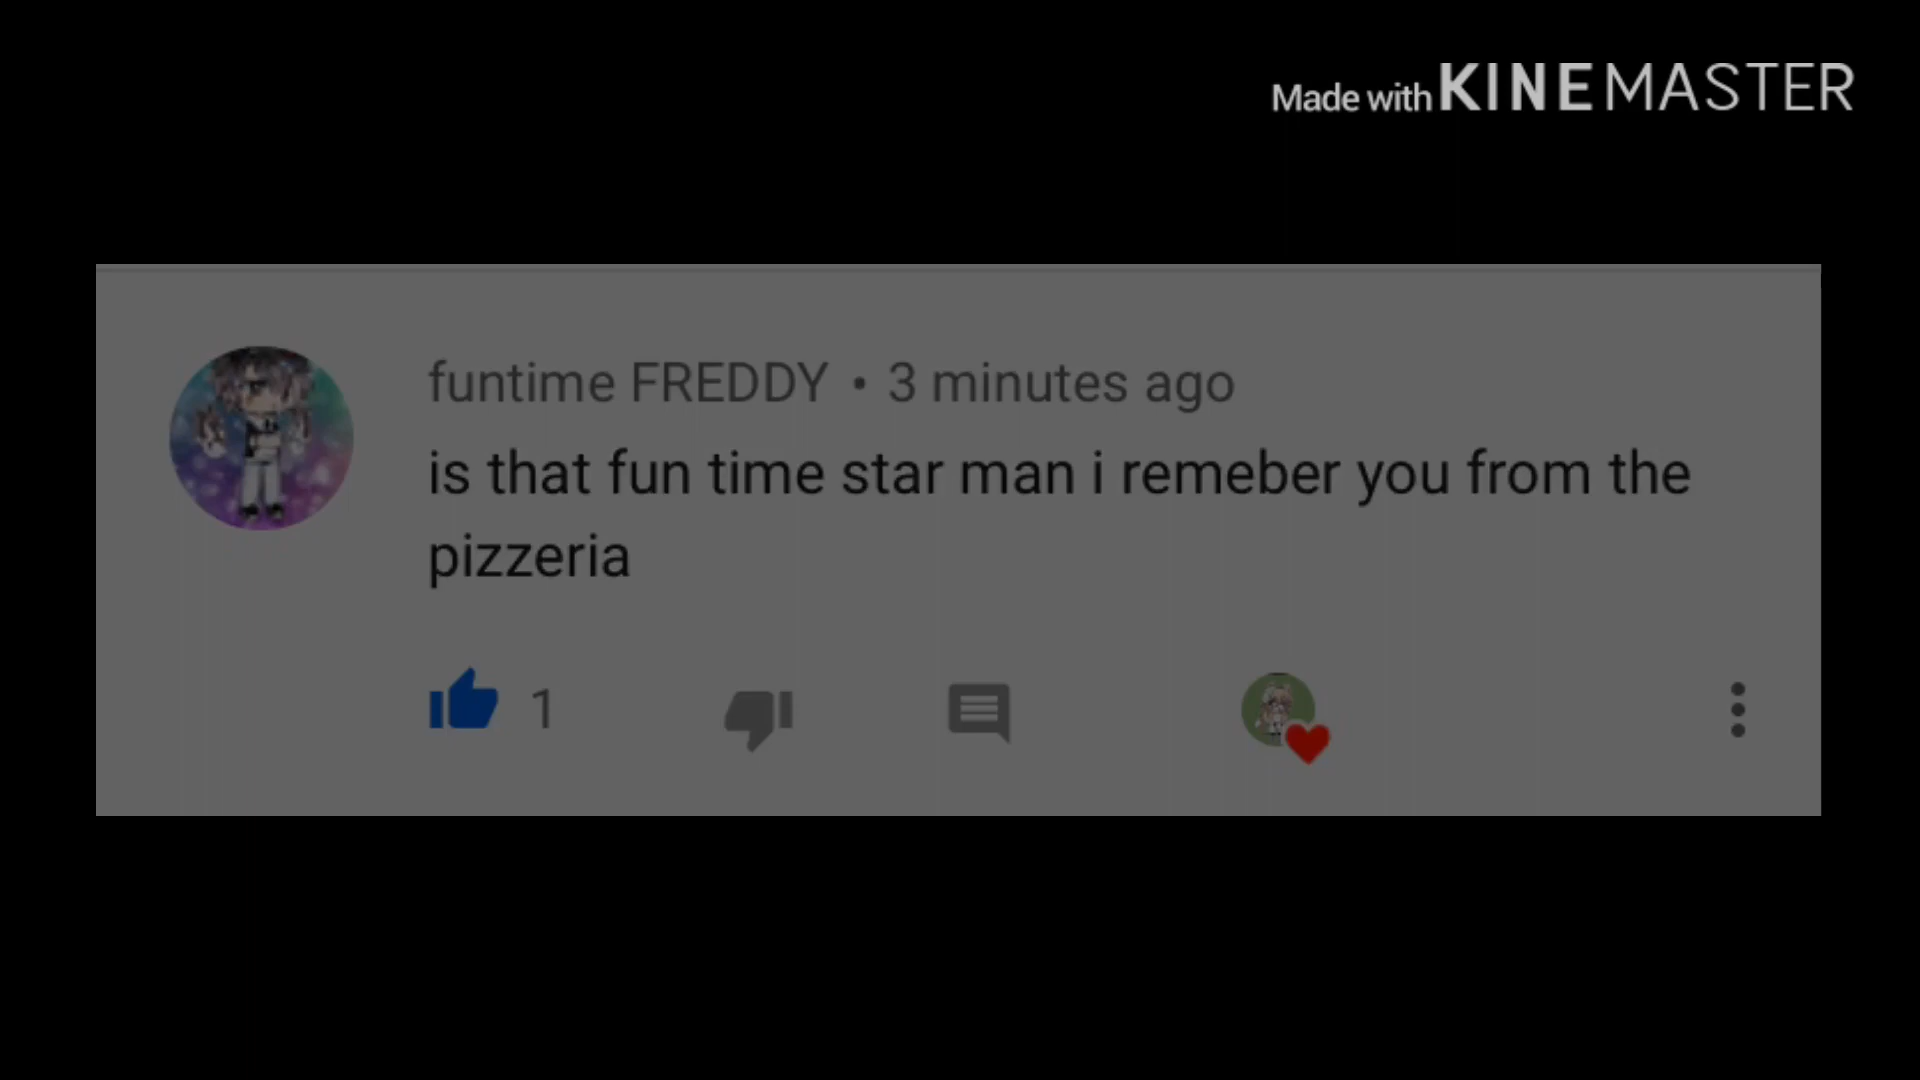 Made with KINEMASTER
funtime FREDDY • 3 minutes ago
is that fun time star man i remeber you from the
pizzeria
1